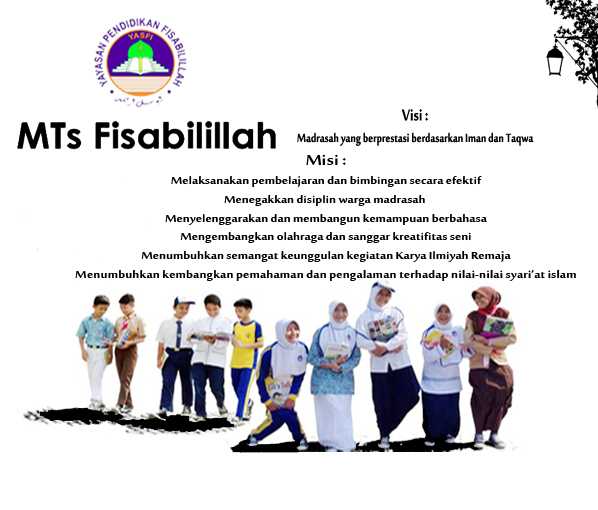 YAYASAN PENDIDIKAN FISABILILLAH
YASFI
MTs Fisabilillah
Visi :
Madrasah yang berprestasi berdasarkan Iman dan Taqwa
Misi :
Melaksanakan pembelajaran dan bimbingan secara efektif
Menegakkan disiplin warga madrasah
Menyelenggarakan dan membangun kemampuan berbahasa
Mengembangkan olahraga dan sanggar kreatifitas seni
Menumbuhkan semangat keunggulan kegiatan Karya Ilmiyah Remaja
Menumbuhkan kembangkan pemahaman dan pengalaman terhadap nilai-nilai syari'at islam